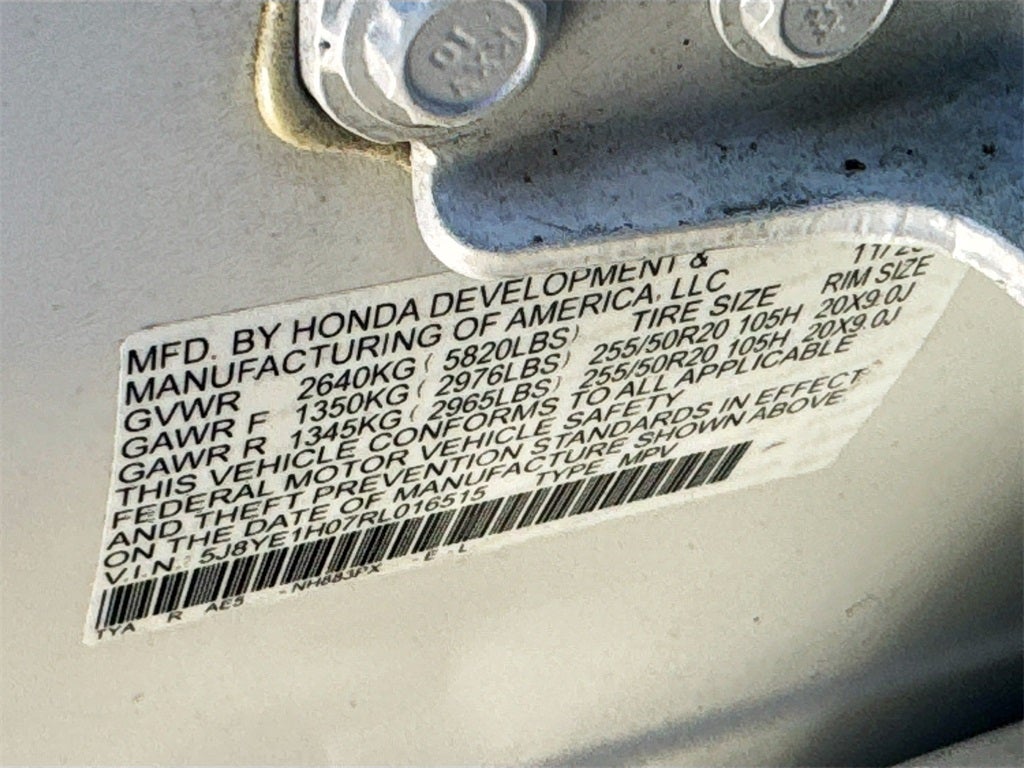 MFD. BY HONDA DEVELOPMENT &
MANUFACTURING OF AMERICA, LLC
GVWR 2640KG ( 5820LBS) TIRE SIZE RIM SIZE
GAWR F 1350KG ( 2976LBS) 255/50R20 105H 20X9.0J
GAWR R 1345KG ( 2965LBS) 255/50R20 105H 20X9.0J
THIS VEHICLE CONFORMS TO ALL APPLICABLE
FEDERAL MOTOR VEHICLE SAFETY
AND THEFT PREVENTION STANDARDS IN EFFECT
ON THE DATE OF MANUFACTURE SHOWN ABOVE
V.I.N.: 5J8YE1H07RL016515 TYPE MPV
TYA R AE5 -NH883PX -E -L